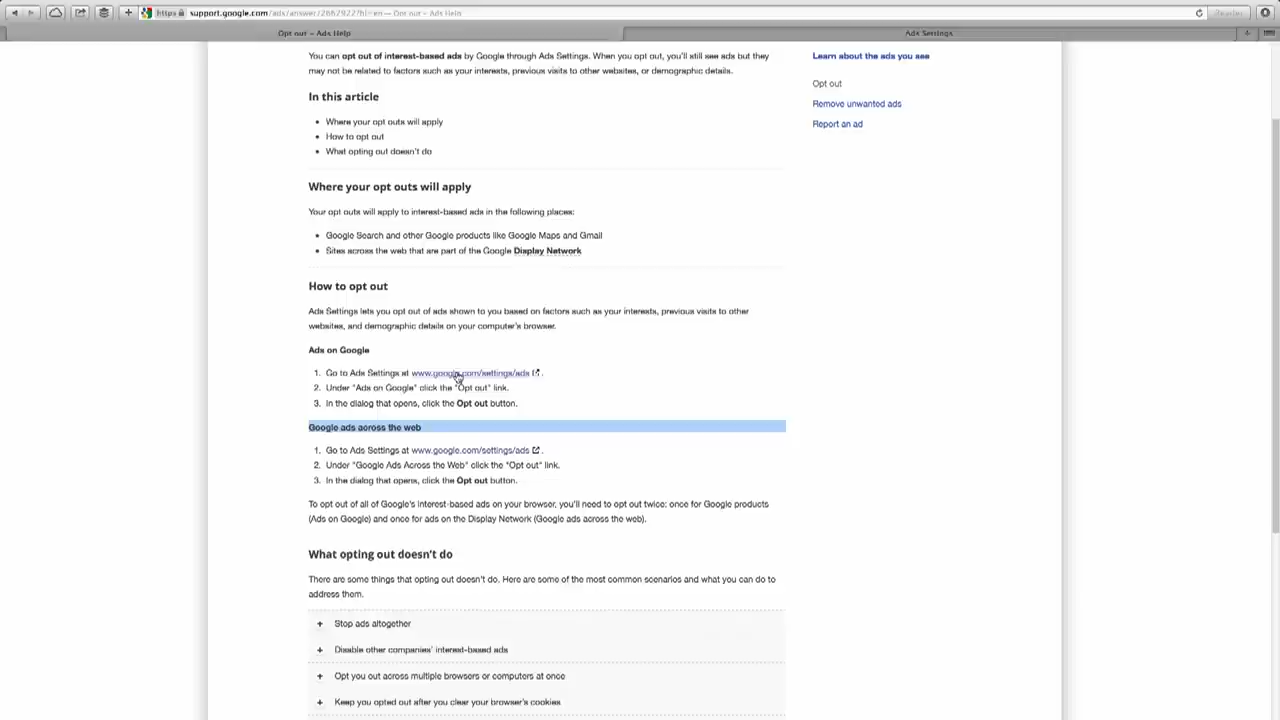 https support.google.com/ads/answer/2662922?hl=en — Opt out – Ads Help
Reader
Opt out – Ads Help
Ads Settings
You can opt out of interest-based ads by Google through Ads Settings. When you opt out, you'll still see ads but they
may not be related to factors such as your interests, previous visits to other websites, or demographic details.
Learn about the ads you see
Opt out
Remove unwanted ads
Report an ad
In this article
• Where your opt outs will apply
• How to opt out
• What opting out doesn't do
Where your opt outs will apply
Your opt outs will apply to interest-based ads in the following places:
• Google Search and other Google products like Google Maps and Gmail
• Sites across the web that are part of the Google Display Network
How to opt out
Ads Settings lets you opt out of ads shown to you based on factors such as your interests, previous visits to other
websites, and demographic details on your computer's browser.
Ads on Google
1. Go to Ads Settings at www.google.com/settings/ads .
2. Under "Ads on Google" click the "Opt out" link.
3. In the dialog that opens, click the Opt out button.
Google ads across the web
1. Go to Ads Settings at www.google.com/settings/ads .
2. Under "Google Ads Across the Web" click the "Opt out" link.
3. In the dialog that opens, click the Opt out button.
To opt out of all of Google's interest-based ads on your browser, you'll need to opt out twice: once for Google products
(Ads on Google) and once for ads on the Display Network (Google ads across the web).
What opting out doesn't do
There are some things that opting out doesn't do. Here are some of the most common scenarios and what you can do to
address them.
+ Stop ads altogether
+ Disable other companies' interest-based ads
+ Opt you out across multiple browsers or computers at once
+ Keep you opted out after you clear your browser's cookies